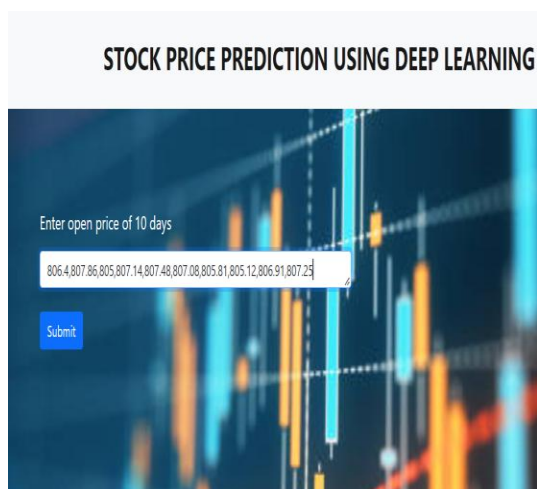 STOCK PRICE PREDICTION USING DEEP LEARNING
Enter open price of 10 days
806.4,807.86,805,807.14,807.48,807.08,805.81,805.12,806.91,807.25
Submit